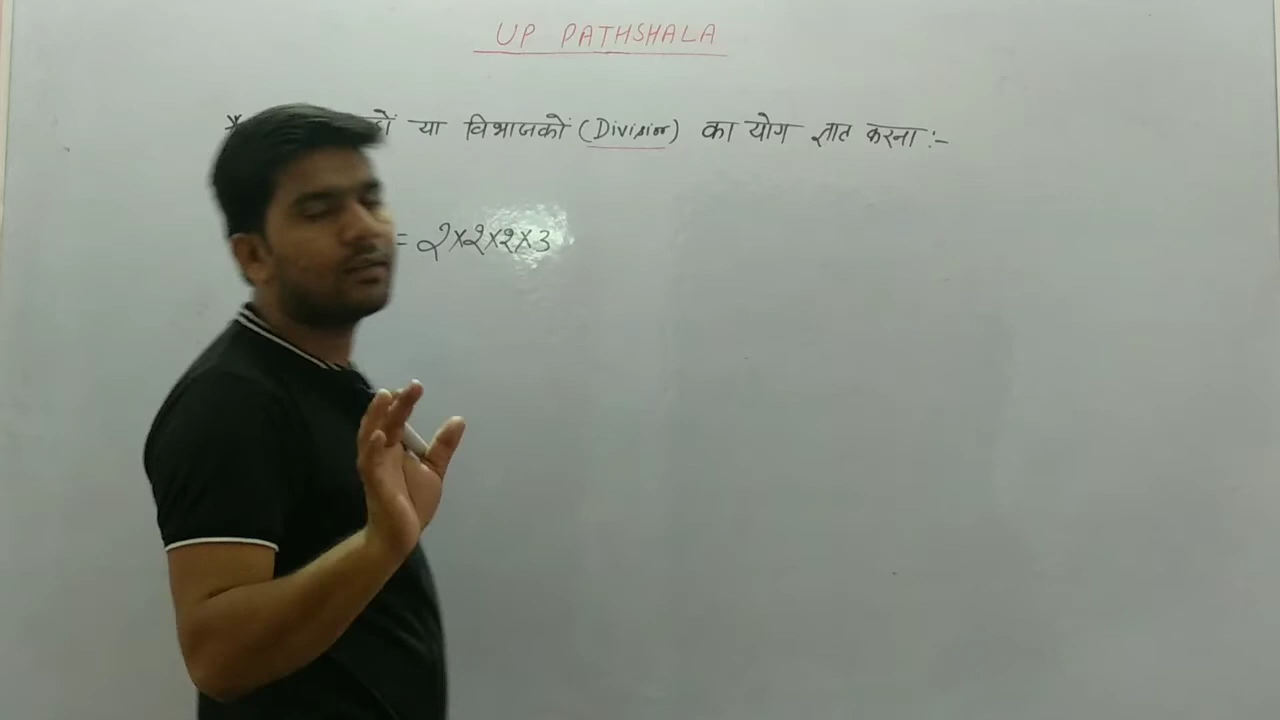 UP PATHSHALA
* या विभाजकों (Division) का योग ज्ञात करना :-
= 2×2×2×3